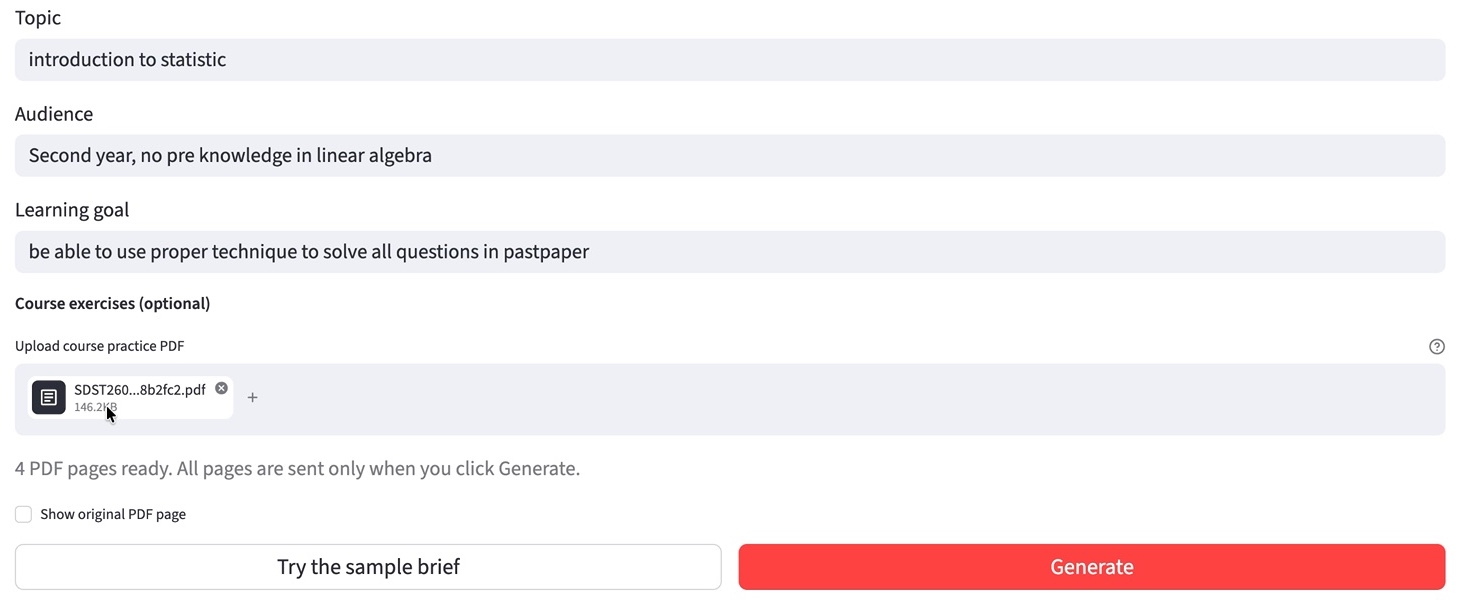 Topic
introduction to statistic
Audience
Second year, no pre knowledge in linear algebra
Learning goal
be able to use proper technique to solve all questions in pastpaper
Course exercises (optional)
Upload course practice PDF
SDST260...8b2fc2.pdf
146.2KB
4 PDF pages ready. All pages are sent only when you click Generate.
Show original PDF page
Try the sample brief
Generate